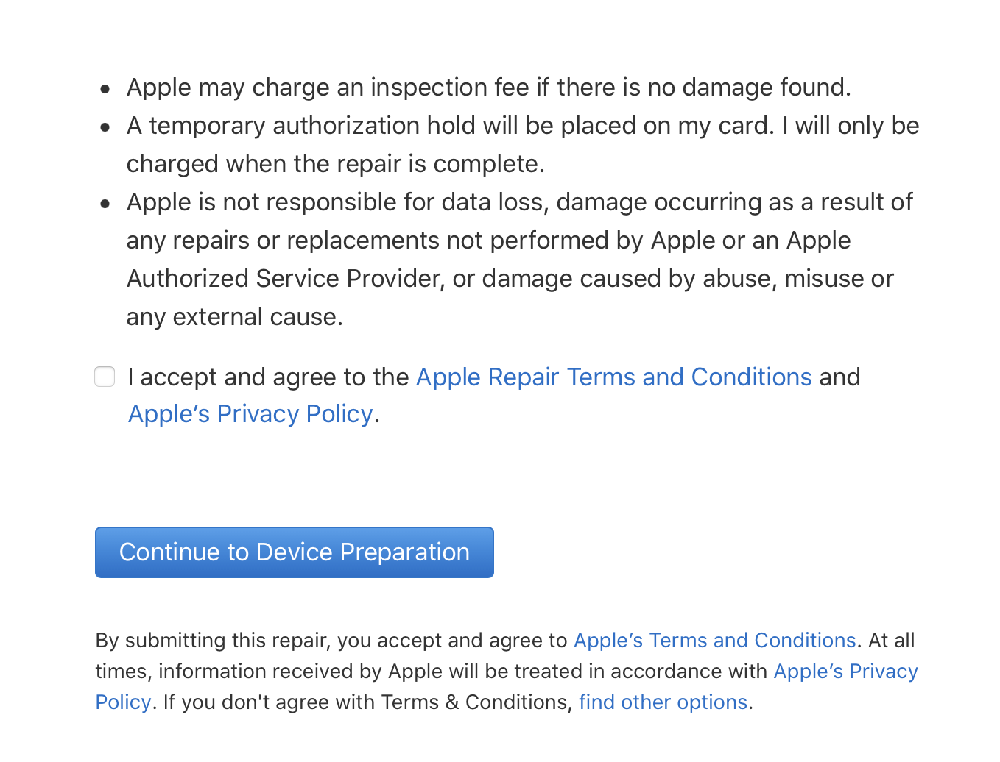 • Apple may charge an inspection fee if there is no damage found.
• A temporary authorization hold will be placed on my card. I will only be
charged when the repair is complete.
• Apple is not responsible for data loss, damage occurring as a result of
any repairs or replacements not performed by Apple or an Apple
Authorized Service Provider, or damage caused by abuse, misuse or
any external cause.
I accept and agree to the Apple Repair Terms and Conditions and
Apple’s Privacy Policy.
Continue to Device Preparation
By submitting this repair, you accept and agree to Apple’s Terms and Conditions. At all
times, information received by Apple will be treated in accordance with Apple’s Privacy
Policy. If you don't agree with Terms & Conditions, find other options.